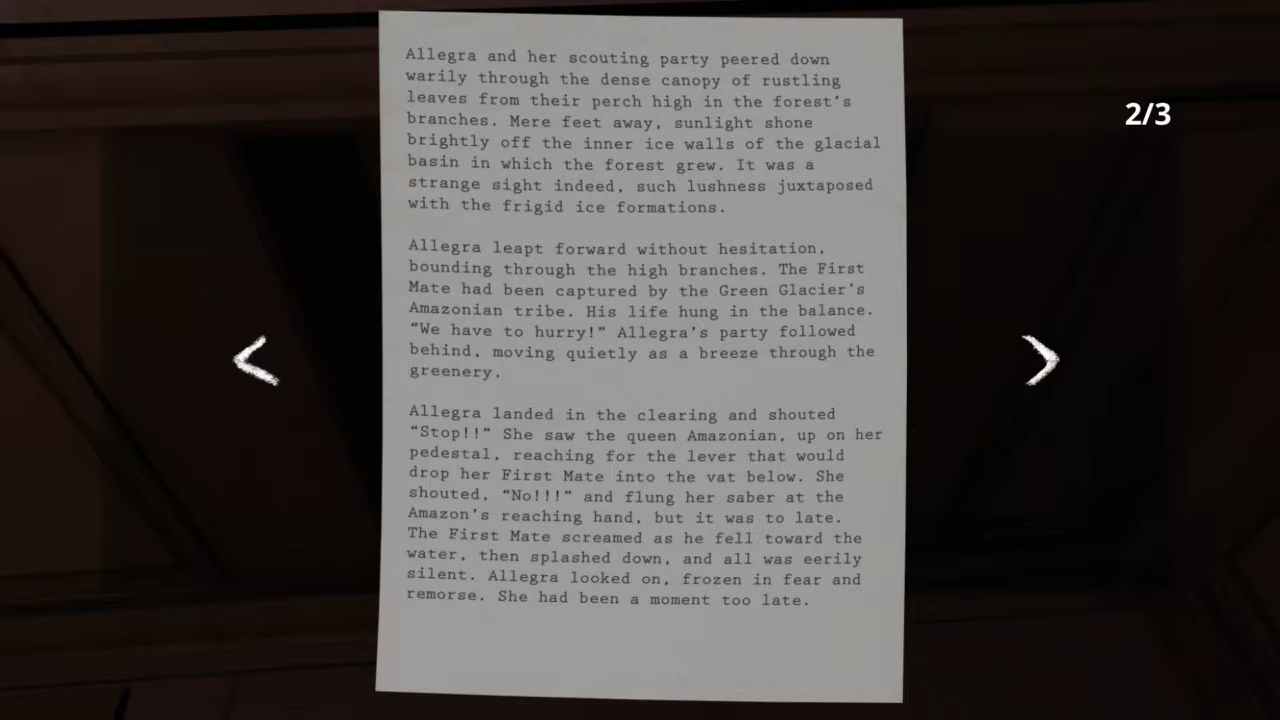 Allegra and her scouting party peered down
warily through the dense canopy of rustling
leaves from their perch high in the forest's
branches. Mere feet away, sunlight shone
brightly off the inner ice walls of the glacial
basin in which the forest grew. It was a
strange sight indeed, such lushness juxtaposed
with the frigid ice formations.
Allegra leapt forward without hesitation,
bounding through the high branches. The First
Mate had been captured by the Green Glacier's
Amazonian tribe. His life hung in the balance.
“We have to hurry!” Allegra's party followed
behind, moving quietly as a breeze through the
greenery.
Allegra landed in the clearing and shouted
“Stop!!” She saw the queen Amazonian, up on her
pedestal, reaching for the lever that would
drop her First Mate into the vat below. She
shouted, “No!!!” and flung her saber at the
Amazon's reaching hand, but it was to late.
The First Mate screamed as he fell toward the
water, then splashed down, and all was eerily
silent. Allegra looked on, frozen in fear and
remorse. She had been a moment too late.
2/3